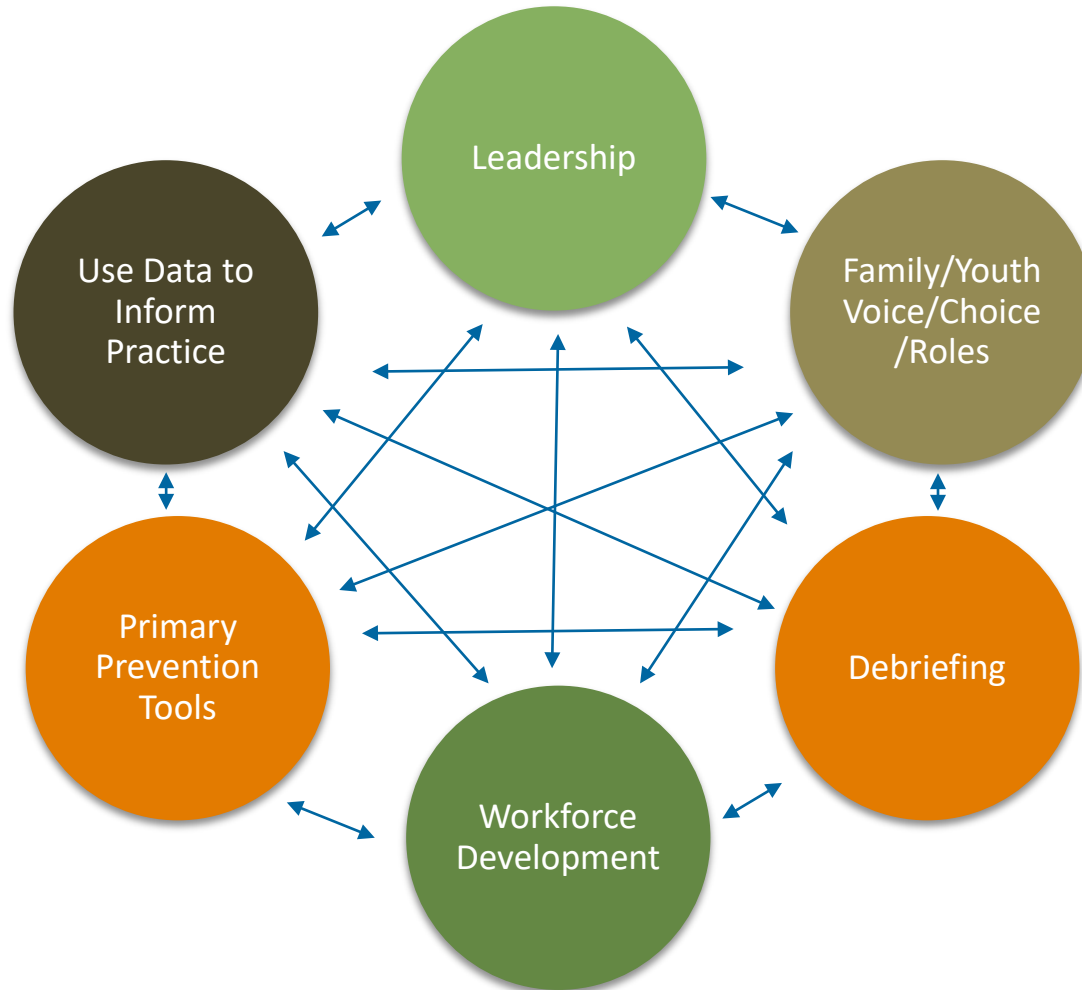 Leadership
Use Data to
Inform
Practice
Family/Youth
Voice/Choice
/Roles
Primary
Prevention
Tools
Debriefing
Workforce
Development